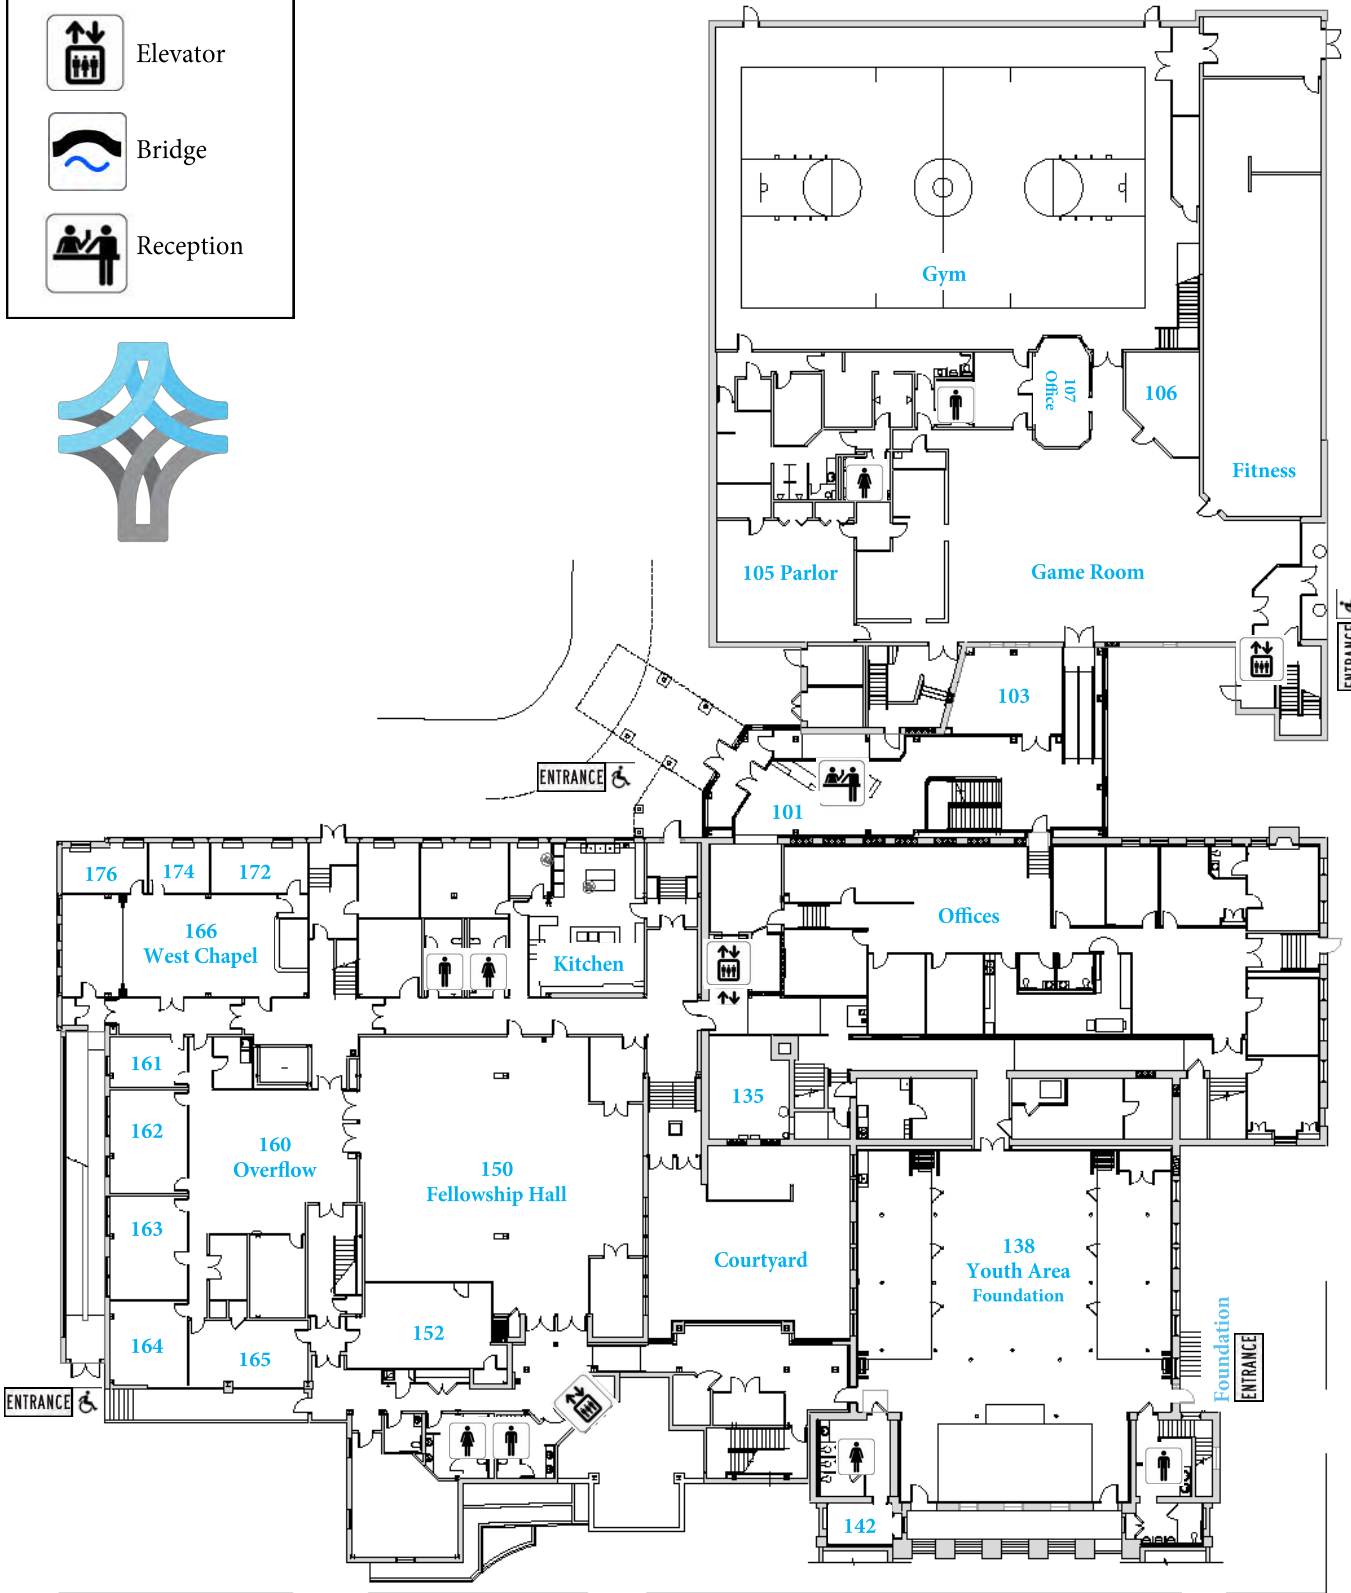 Elevator
Bridge
Reception
Gym
107
Office
106
Fitness
105 Parlor
Game Room
ENTRANCE
103
ENTRANCE
101
176
174
172
166
West Chapel
Kitchen
Offices
161
135
162
160
Overflow
150
Fellowship Hall
163
Courtyard
138
Youth Area
Foundation
164
165
152
Foundation
ENTRANCE
ENTRANCE
142